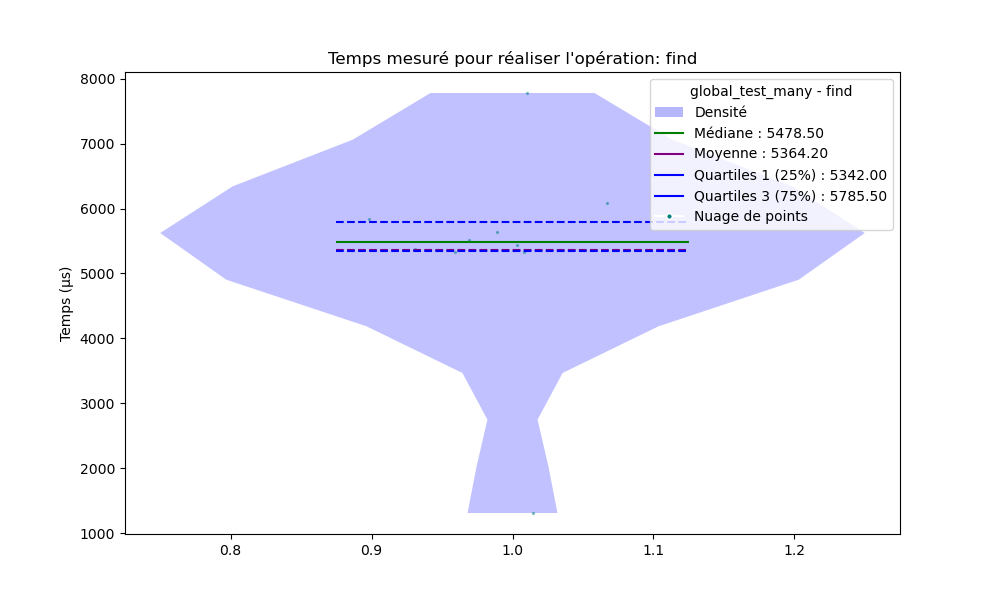 Temps mesuré pour réaliser l'opération: find
global_test_many - find
Densité
Médiane : 5478.50
Moyenne : 5364.20
Quartiles 1 (25%) : 5342.00
Quartiles 3 (75%) : 5785.50
Nuage de points
Temps (µs)
8000
7000
6000
5000
4000
3000
2000
1000
0.8 0.9 1.0 1.1 1.2